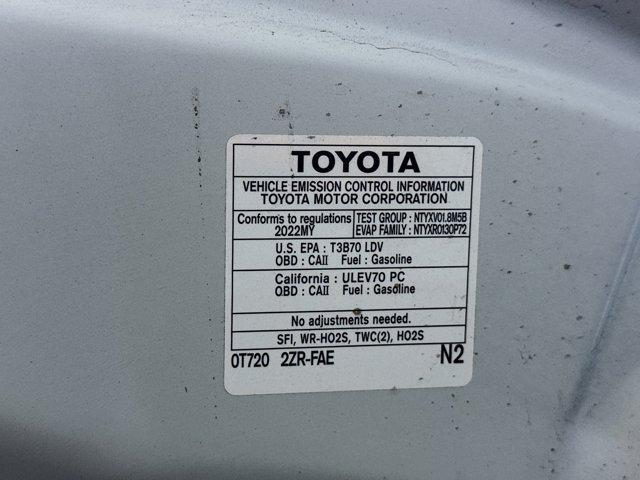 TOYOTA
VEHICLE EMISSION CONTROL INFORMATION
TOYOTA MOTOR CORPORATION
Conforms to regulations
2022MY
TEST GROUP : NTYXV01.8M5B
EVAP FAMILY : NTYXR0130P72
U.S. EPA : T3B70 LDV
OBD : CAII Fuel : Gasoline
California : ULEV70 PC
OBD : CAII Fuel : Gasoline
No adjustments needed.
SFI, WR-HO2S, TWC(2), HO2S
0T720 2ZR-FAE N2